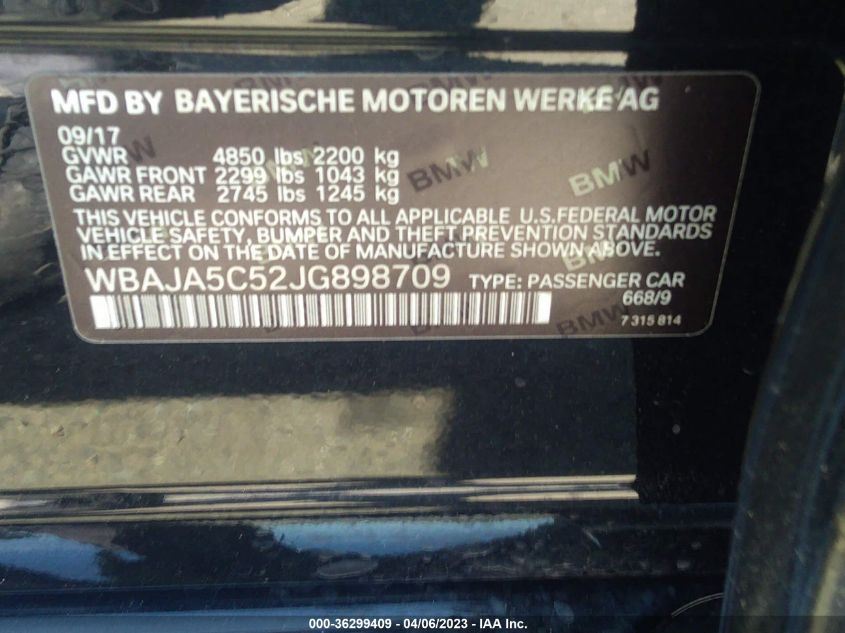 MFD BY BAYERISCHE MOTOREN WERKE AG
09/17
GVWR 4850 lbs 2200 kg
GAWR FRONT 2299 lbs 1043 kg
GAWR REAR 2745 lbs 1245 kg
THIS VEHICLE CONFORMS TO ALL APPLICABLE U.S.FEDERAL MOTOR
VEHICLE SAFETY, BUMPER AND THEFT PREVENTION STANDARDS
IN EFFECT ON THE DATE OF MANUFACTURE SHOWN ABOVE.
WBAJA5C52JG898709 TYPE: PASSENGER CAR
668/9
7 315 814
BMW
BMW
BMW
000-36299409 - 04/06/2023 - IAA Inc.